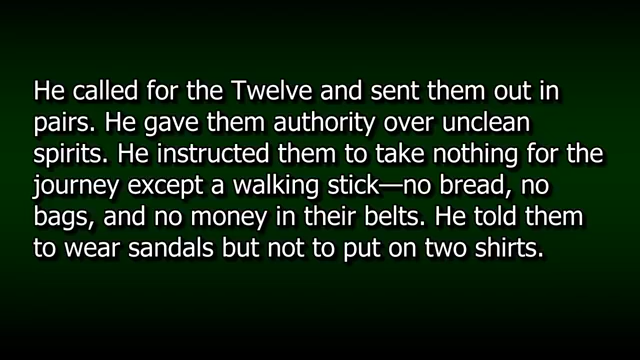 He called for the Twelve and sent them out in
pairs. He gave them authority over unclean
spirits. He instructed them to take nothing for the
journey except a walking stick—no bread, no
bags, and no money in their belts. He told them
to wear sandals but not to put on two shirts.